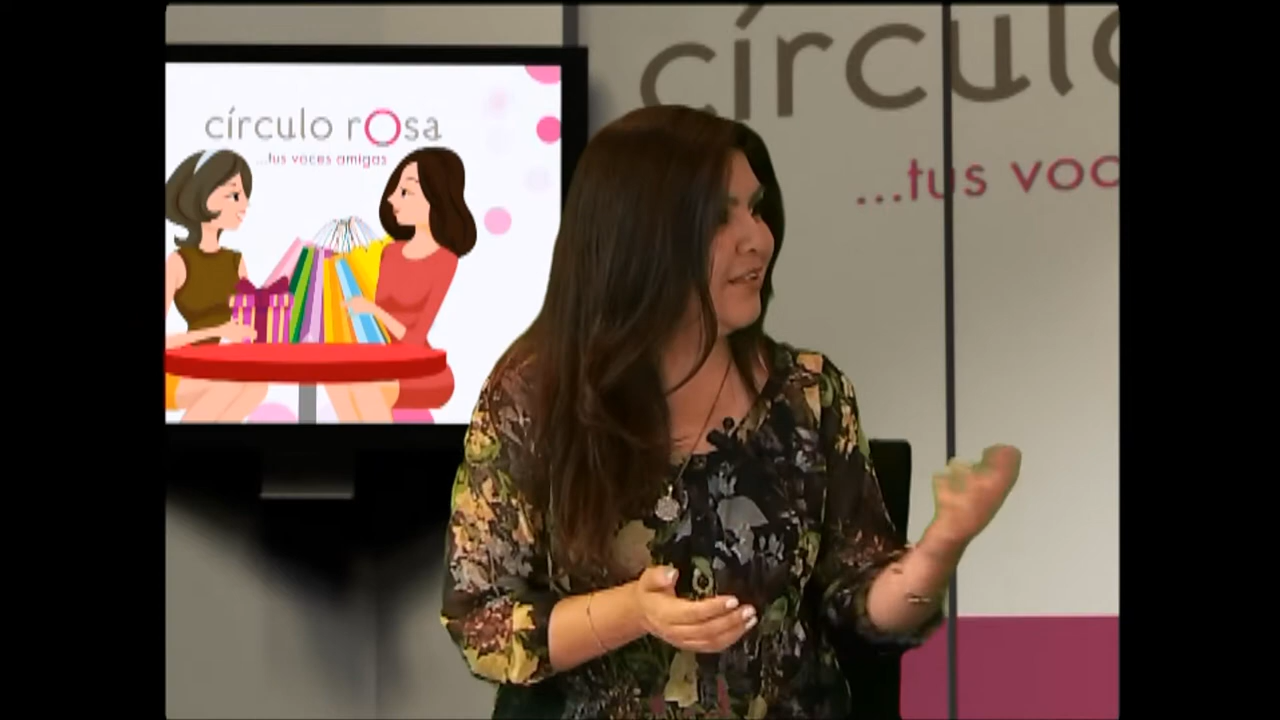 círculo rosa
...tus voces amigas
círculo
...tus voc